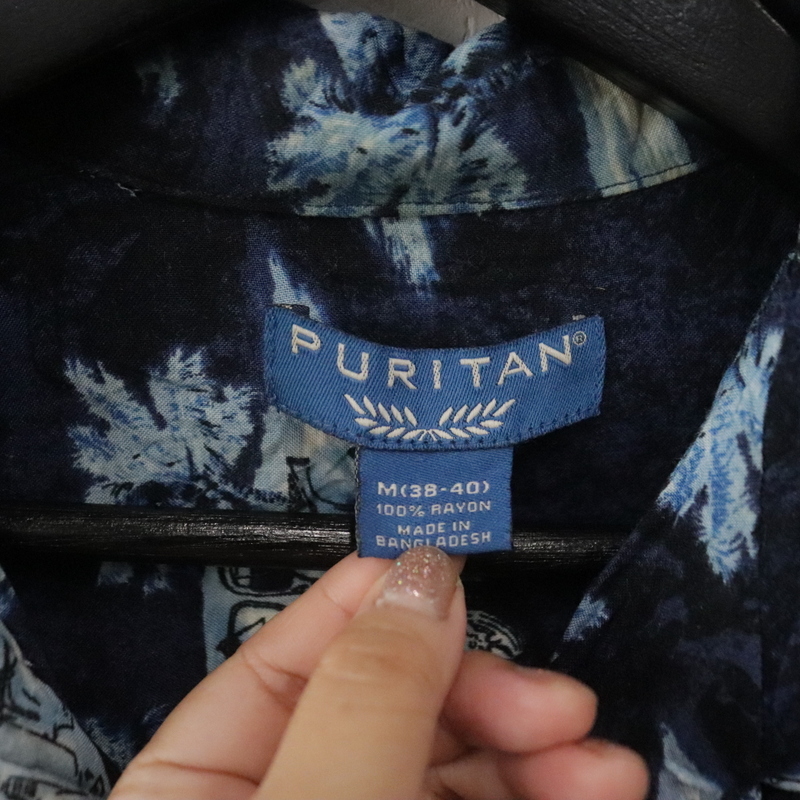 PURITAN®
M(38-40)
100% RAYON
MADE IN
BANGLADESH